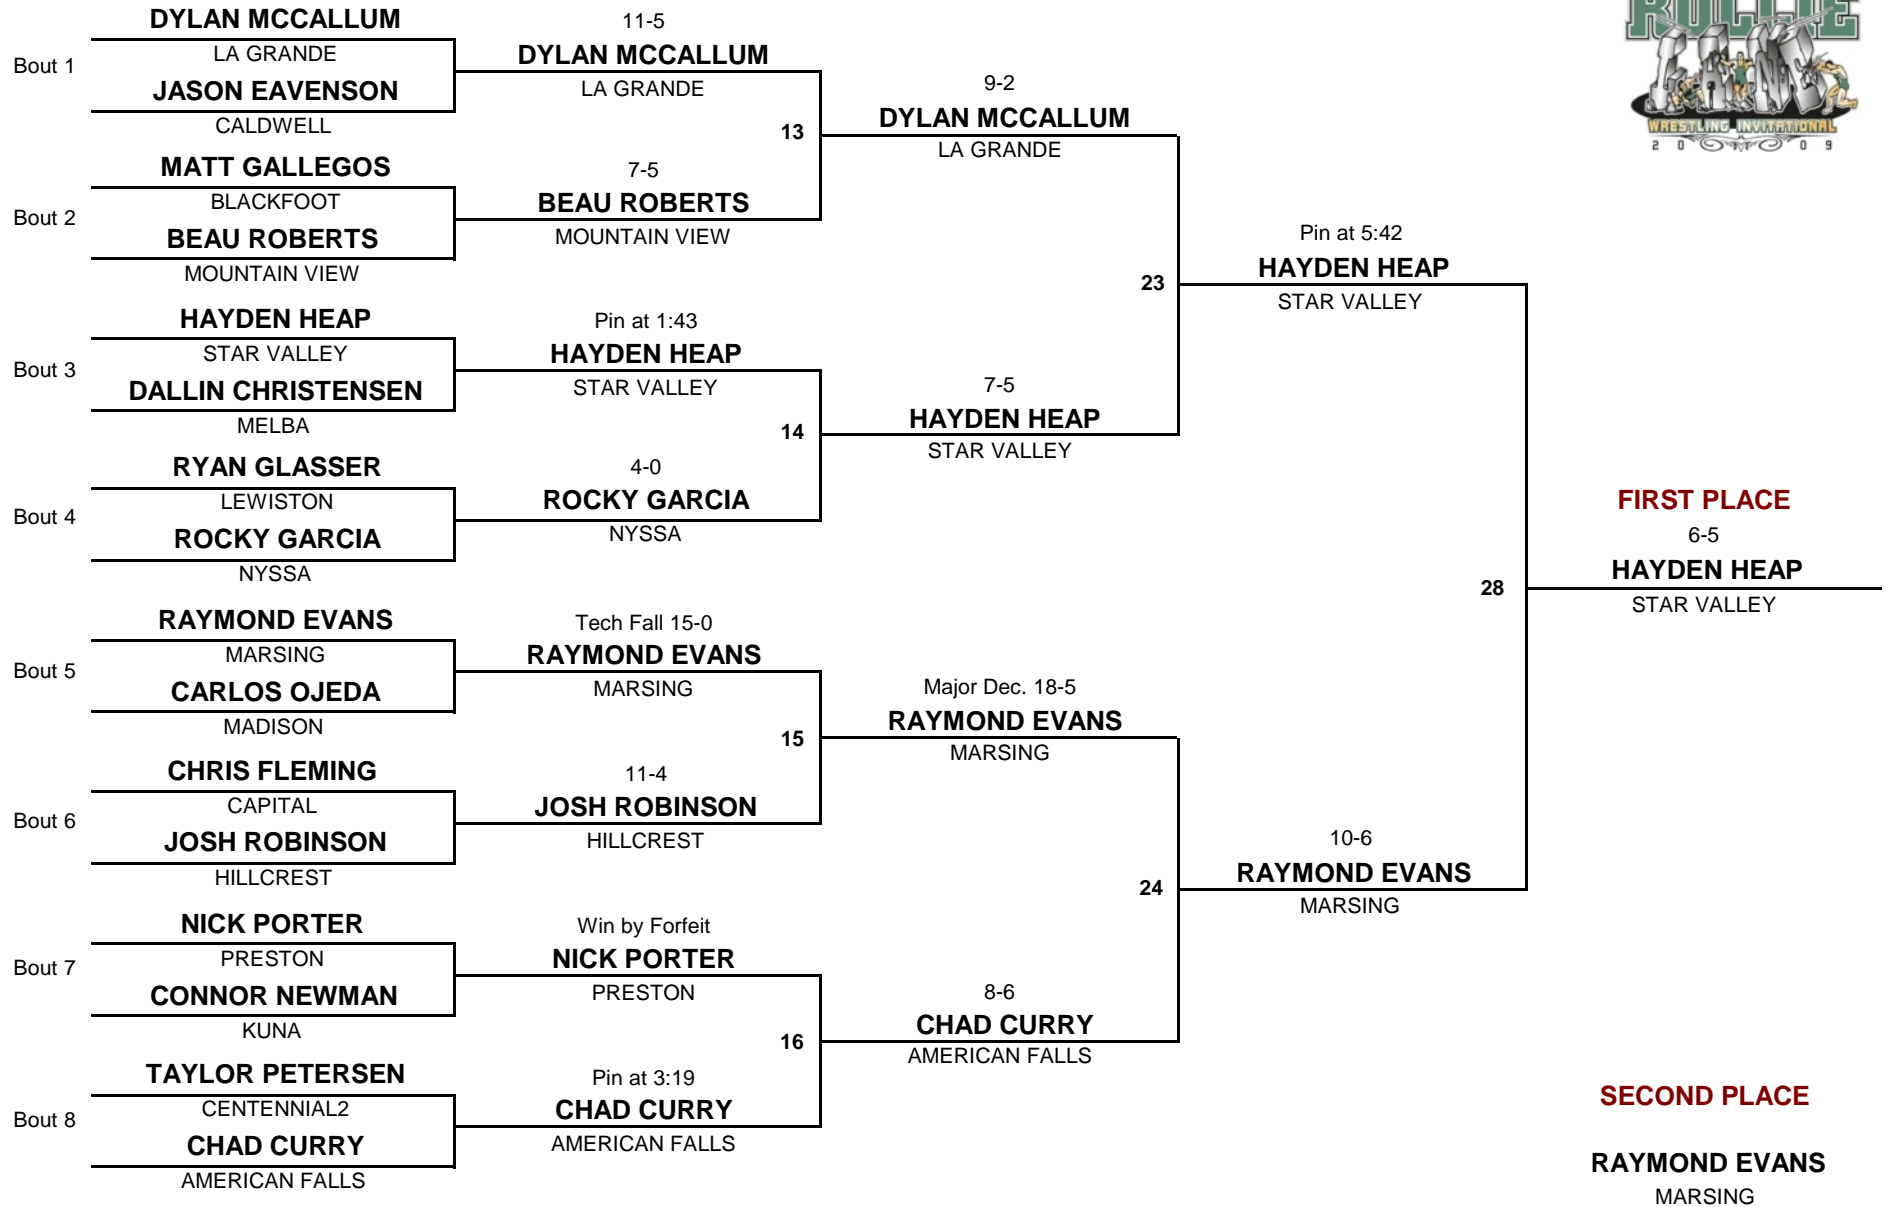 ROLLIE
LANE
WRESTLING INVITATIONAL
2009
Bout 1
DYLAN MCCALLUM
LA GRANDE
JASON EAVENSON
CALDWELL
Bout 2
MATT GALLEGOS
BLACKFOOT
BEAU ROBERTS
MOUNTAIN VIEW
Bout 3
HAYDEN HEAP
STAR VALLEY
DALLIN CHRISTENSEN
MELBA
Bout 4
RYAN GLASSER
LEWISTON
ROCKY GARCIA
NYSSA
Bout 5
RAYMOND EVANS
MARSING
CARLOS OJEDA
MADISON
Bout 6
CHRIS FLEMING
CAPITAL
JOSH ROBINSON
HILLCREST
Bout 7
NICK PORTER
PRESTON
CONNOR NEWMAN
KUNA
Bout 8
TAYLOR PETERSEN
CENTENNIAL2
CHAD CURRY
AMERICAN FALLS
11-5
DYLAN MCCALLUM
LA GRANDE
13
7-5
BEAU ROBERTS
MOUNTAIN VIEW
Pin at 1:43
HAYDEN HEAP
STAR VALLEY
14
4-0
ROCKY GARCIA
NYSSA
Tech Fall 15-0
RAYMOND EVANS
MARSING
15
11-4
JOSH ROBINSON
HILLCREST
Win by Forfeit
NICK PORTER
PRESTON
16
Pin at 3:19
CHAD CURRY
AMERICAN FALLS
9-2
DYLAN MCCALLUM
LA GRANDE
23
7-5
HAYDEN HEAP
STAR VALLEY
Major Dec. 18-5
RAYMOND EVANS
MARSING
24
8-6
CHAD CURRY
AMERICAN FALLS
Pin at 5:42
HAYDEN HEAP
STAR VALLEY
28
10-6
RAYMOND EVANS
MARSING
FIRST PLACE
6-5
HAYDEN HEAP
STAR VALLEY
SECOND PLACE
RAYMOND EVANS
MARSING